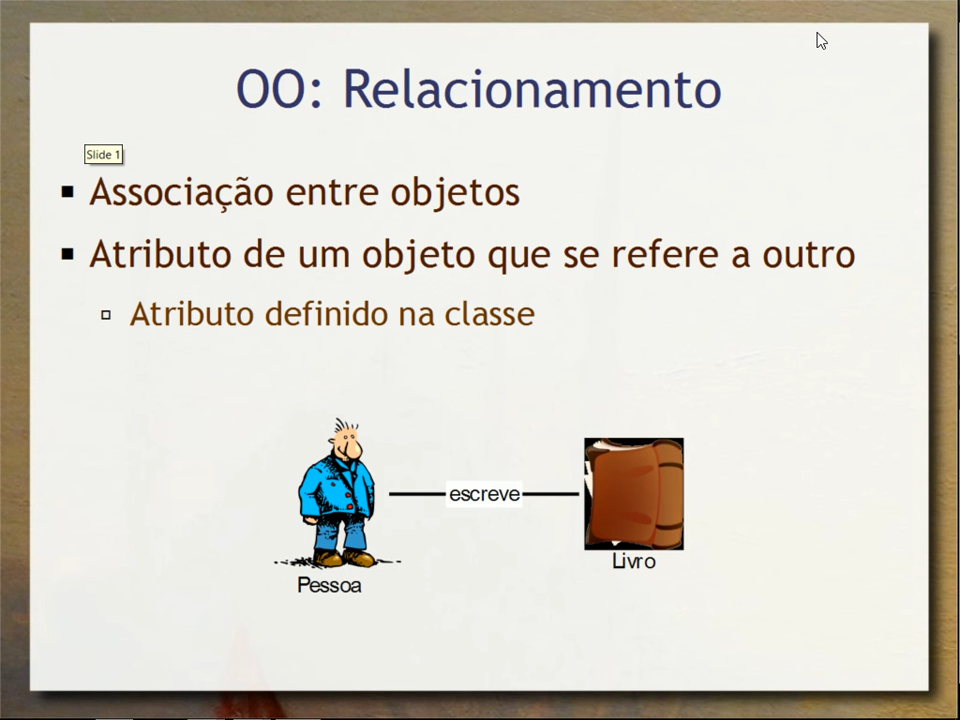 OO: Relacionamento
Slide 1
Associação entre objetos
Atributo de um objeto que se refere a outro
Atributo definido na classe
escreve
Livro
Pessoa